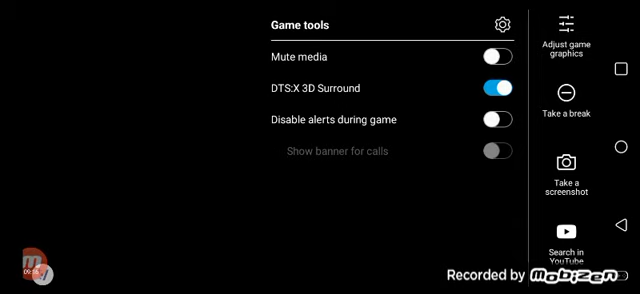 Game tools
Mute media
DTS:X 3D Surround
Disable alerts during game
Show banner for calls
Adjust game
graphics
Take a break
Take a
screenshot
Search in
YouTube
Recorded by MOBIZEN